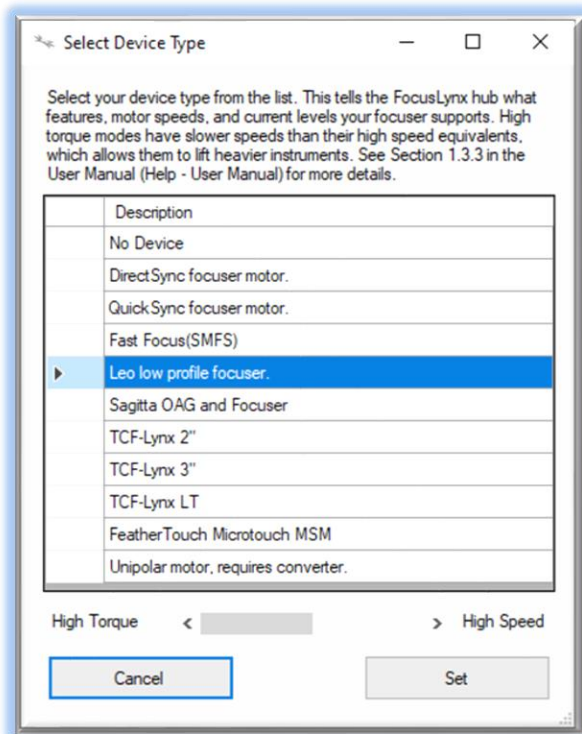 Select Device Type
Select your device type from the list. This tells the FocusLynx hub what
features, motor speeds, and current levels your focuser supports. High
torque modes have slower speeds than their high speed equivalents,
which allows them to lift heavier instruments. See Section 1.3.3 in the
User Manual (Help - User Manual) for more details.
Description
No Device
DirectSync focuser motor.
QuickSync focuser motor.
Fast Focus(SMFS)
Leo low profile focuser.
Sagitta OAG and Focuser
TCF-Lynx 2"
TCF-Lynx 3"
TCF-Lynx LT
FeatherTouch Microtouch MSM
Unipolar motor, requires converter.
High Torque < > High Speed
Cancel Set